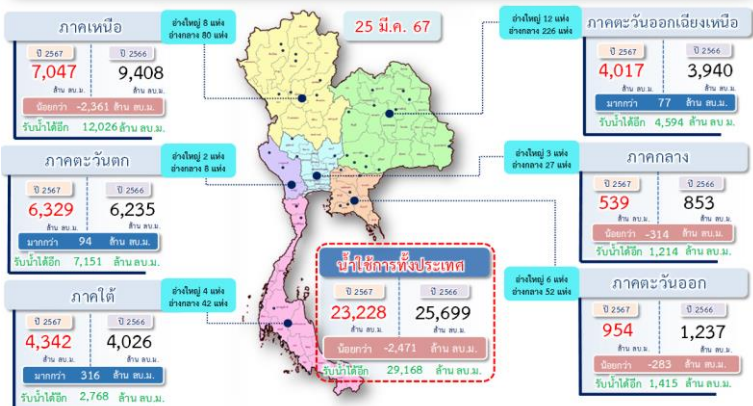 ภาคเหนือ
ปี 2567 ปี 2566
7,047 9,408
ล้าน ลบ.ม. ล้าน ลบ.ม.
น้อยกว่า -2,361 ล้าน ลบ.ม.
รับน้ำได้อีก 12,026 ล้าน ลบ.ม.
อ่างใหญ่ 8 แห่ง
อ่างกลาง 80 แห่ง
25 มี.ค. 67
อ่างใหญ่ 12 แห่ง
อ่างกลาง 226 แห่ง
ภาคตะวันออกเฉียงเหนือ
ปี 2567 ปี 2566
4,017 3,940
ล้าน ลบ.ม. ล้าน ลบ.ม.
มากกว่า 77 ล้าน ลบ.ม.
รับน้ำได้อีก 4,594 ล้าน ลบ.ม.
ภาคตะวันตก
ปี 2567 ปี 2566
6,329 6,235
ล้าน ลบ.ม. ล้าน ลบ.ม.
มากกว่า 94 ล้าน ลบ.ม.
รับน้ำได้อีก 7,151 ล้าน ลบ.ม.
อ่างใหญ่ 2 แห่ง
อ่างกลาง 8 แห่ง
อ่างใหญ่ 3 แห่ง
อ่างกลาง 27 แห่ง
ภาคกลาง
ปี 2567 ปี 2566
539 853
ล้าน ลบ.ม. ล้าน ลบ.ม.
น้อยกว่า -314 ล้าน ลบ.ม.
รับน้ำได้อีก 1,214 ล้าน ลบ.ม.
ภาคใต้
ปี 2567 ปี 2566
4,342 4,026
ล้าน ลบ.ม. ล้าน ลบ.ม.
มากกว่า 316 ล้าน ลบ.ม.
รับน้ำได้อีก 2,768 ล้าน ลบ.ม.
อ่างใหญ่ 4 แห่ง
อ่างกลาง 42 แห่ง
น้ำใช้การทั้งประเทศ
ปี 2567 ปี 2566
23,228 25,699
ล้าน ลบ.ม. ล้าน ลบ.ม.
น้อยกว่า -2,471 ล้าน ลบ.ม.
รับน้ำได้อีก 29,168 ล้าน ลบ.ม.
อ่างใหญ่ 6 แห่ง
อ่างกลาง 52 แห่ง
ภาคตะวันออก
ปี 2567 ปี 2566
954 1,237
ล้าน ลบ.ม. ล้าน ลบ.ม.
น้อยกว่า -283 ล้าน ลบ.ม.
รับน้ำได้อีก 1,415 ล้าน ลบ.ม.